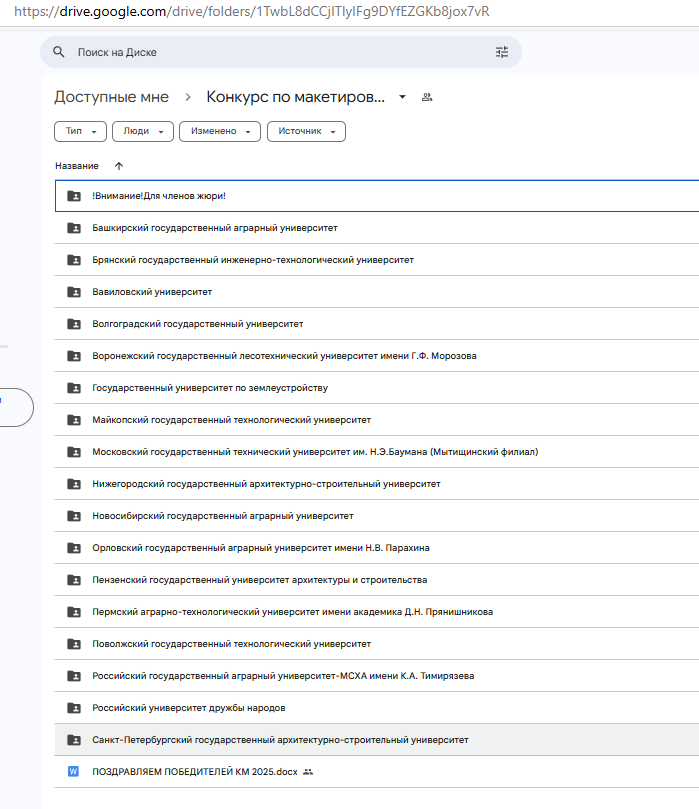 https://drive.google.com/drive/folders/1TwbL8dCCjlTIyIFg9DYfEZGKb8jox7vR
Поиск на Диске
Доступные мне > Конкурс по макетиров...
Тип Люди Изменено Источник
Название
!Внимание!Для членов жюри!
Башкирский государственный аграрный университет
Брянский государственный инженерно-технологический университет
Вавиловский университет
Волгоградский государственный университет
Воронежский государственный лесотехнический университет имени Г.Ф. Морозова
Государственный университет по землеустройству
Майкопский государственный технологический университет
Московский государственный технический университет им. Н.Э.Баумана (Мытищинский филиал)
Нижегородский государственный архитектурно-строительный университет
Новосибирский государственный аграрный университет
Орловский государственный аграрный университет имени Н.В. Парахина
Пензенский государственный университет архитектуры и строительства
Пермский аграрно-технологический университет имени академика Д.Н. Прянишникова
Поволжский государственный технологический университет
Российский государственный аграрный университет-МСХА имени К.А. Тимирязева
Российский университет дружбы народов
Санкт-Петербургский государственный архитектурно-строительный университет
W ПОЗДРАВЛЯЕМ ПОБЕДИТЕЛЕЙ КМ 2025.docx